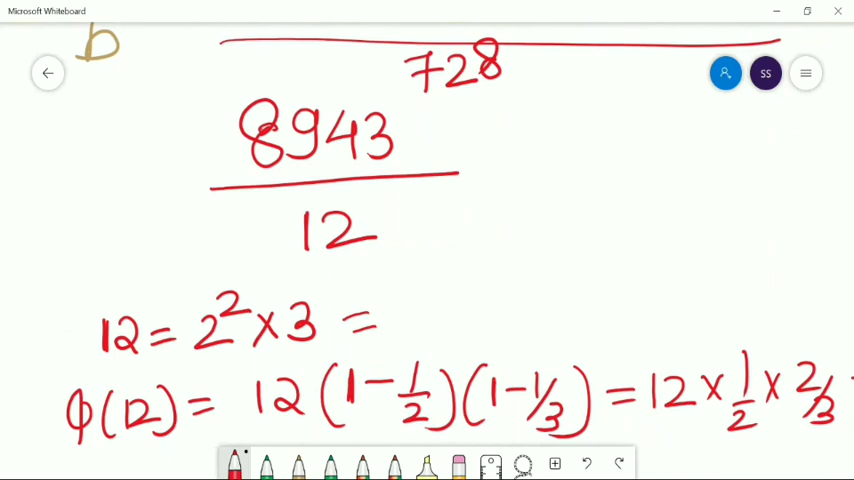 Microsoft Whiteboard
b
728
SS
8943
12
12 = 2² × 3 =
φ(12) = 12 (1 - 1/2)(1 - 1/3) = 12 × 1/2 × 2/3